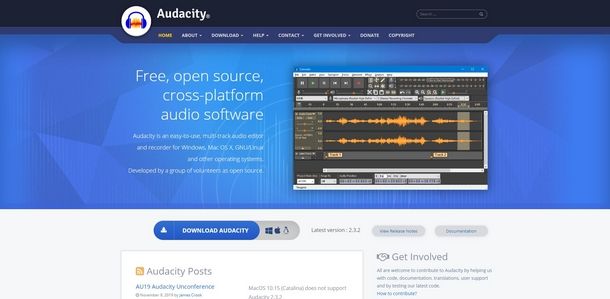 Audacity®
Search...
HOME ABOUT DOWNLOAD HELP CONTACT GET INVOLVED DONATE COPYRIGHT
Free, open source,
cross-platform
audio software
Audacity is an easy-to-use, multi-track audio editor
and recorder for Windows, Mac OS X, GNU/Linux
and other operating systems.
Developed by a group of volunteers as open source.
DOWNLOAD AUDACITY
Latest version : 2.3.2
View Release Notes
Documentation
Audacity Posts
AU19 Audacity Unconference
November 9, 2019 by James Crook
MacOS 10.15 (Catalina) does not support
Audacity 2.3.2
Get Involved
All are welcome to contribute to Audacity by helping us
with code, documentation, translations, user support
and by testing our latest code.
How to contribute?